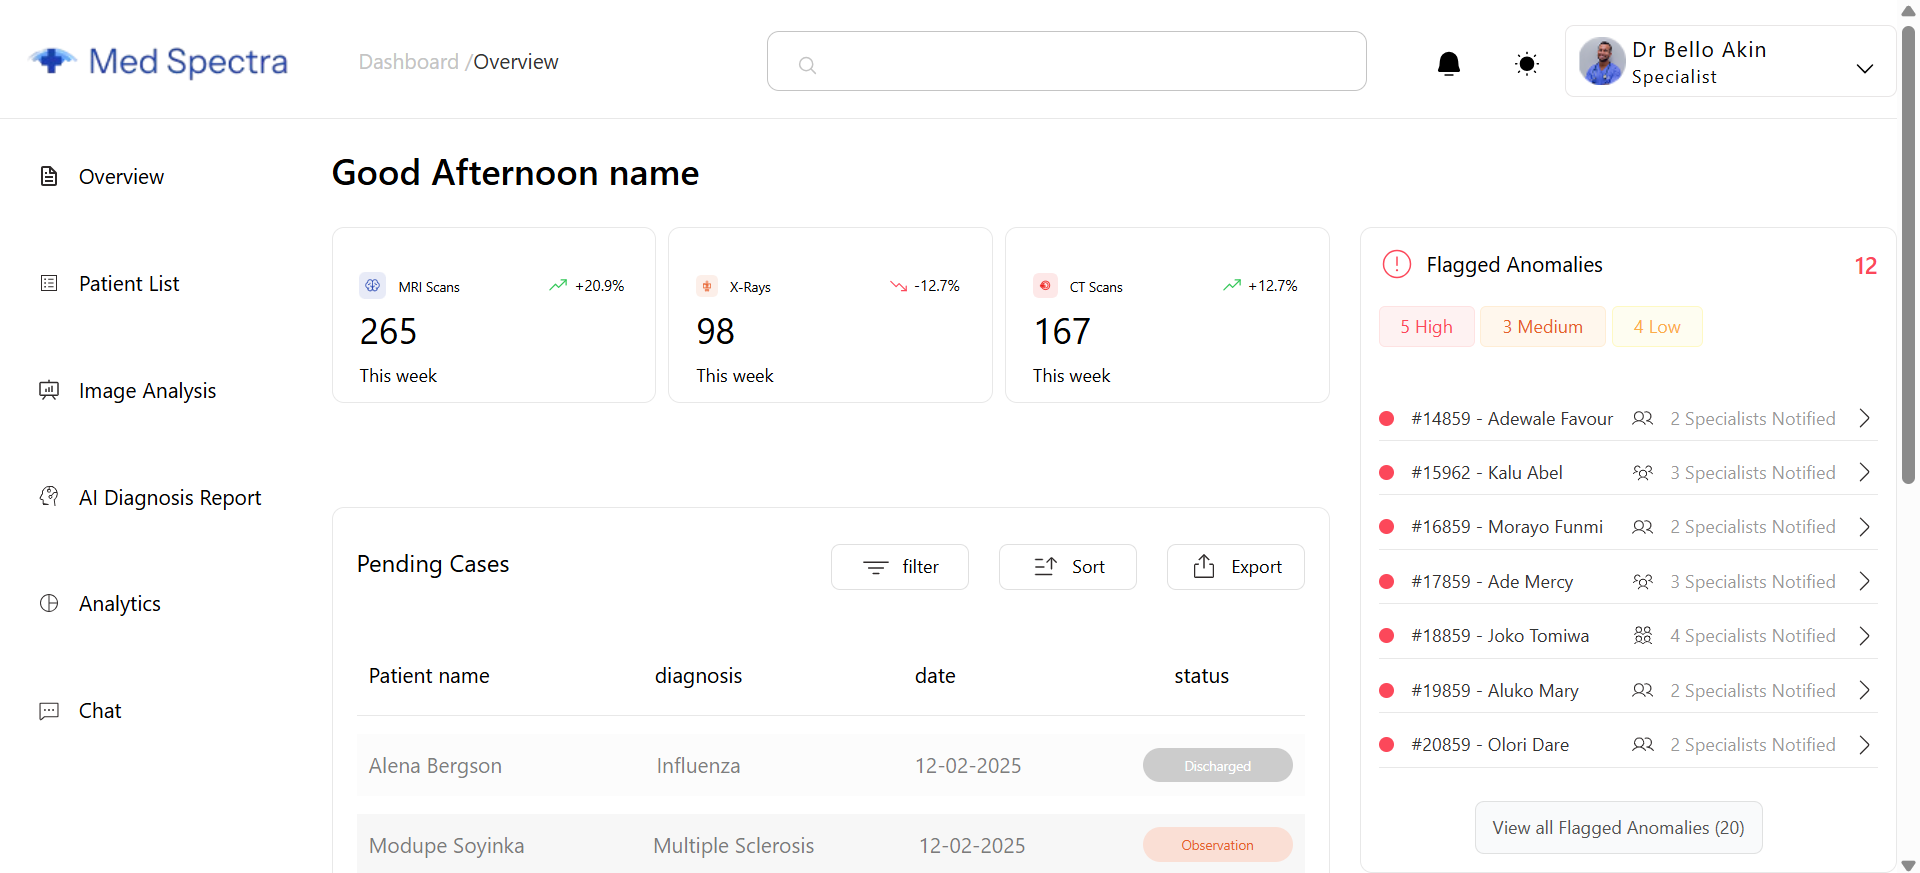 Med Spectra
Dashboard /Overview
Dr Bello Akin
Specialist
Overview
Patient List
Image Analysis
AI Diagnosis Report
Analytics
Chat
Good Afternoon name
MRI Scans
+20.9%
265
This week
X-Rays
-12.7%
98
This week
CT Scans
+12.7%
167
This week
Pending Cases
filter
Sort
Export
Patient name diagnosis date status
Alena Bergson Influenza 12-02-2025 Discharged
Modupe Soyinka Multiple Sclerosis 12-02-2025 Observation
Flagged Anomalies
12
5 High
3 Medium
4 Low
#14859 - Adewale Favour 2 Specialists Notified
#15962 - Kalu Abel 3 Specialists Notified
#16859 - Morayo Funmi 2 Specialists Notified
#17859 - Ade Mercy 3 Specialists Notified
#18859 - Joko Tomiwa 4 Specialists Notified
#19859 - Aluko Mary 2 Specialists Notified
#20859 - Olori Dare 2 Specialists Notified
View all Flagged Anomalies (20)